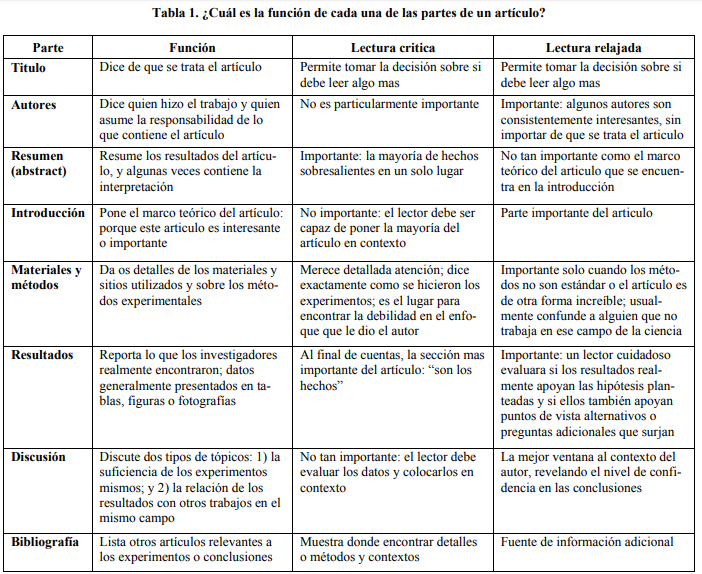 Tabla 1. ¿Cuál es la función de cada una de las partes de un artículo?
Parte Función Lectura critica Lectura relajada
Titulo Dice de que se trata el artículo Permite tomar la decisión sobre si Permite tomar la decisión sobre si
debe leer algo mas debe leer algo mas
Autores Dice quien hizo el trabajo y quien No es particularmente importante Importante: algunos autores son
asume la responsabilidad de lo consistentemente interesantes, sin
que contiene el artículo importar de que se trata el articulo
Resumen Resume los resultados del artícu- Importante: la mayoría de hechos No tan importante como el marco
(abstract) lo, y algunas veces contiene la sobresalientes en un solo lugar teórico del articulo que se encuen-
interpretación tra en la introducción
Introducción Pone el marco teórico del artículo: No importante: el lector debe ser Parte importante del articulo
porque este articulo es interesante capaz de poner la mayoría del
o importante artículo en contexto
Materiales y Da os detalles de los materiales y Merece detallada atención; dice Importante solo cuando los méto-
métodos sitios utilizados y sobre los méto- exactamente como se hicieron los dos no son estándar o el artículo es
dos experimentales experimentos; es el lugar para de otra forma increíble; usual-
encontrar la debilidad en el enfo- mente confunde a alguien que no
que que le dio el autor trabaja en ese campo de la ciencia
Resultados Reporta lo que los investigadores Al final de cuentas, la sección mas Importante: un lector cuidadoso
realmente encontraron; datos importante del artículo: “son los evaluara si los resultados real-
generalmente presentados en ta- hechos” mente apoyan las hipótesis plan-
blas, figuras o fotografías teadas y si ellos también apoyan
puntos de vista alternativos o
preguntas adicionales que surjan
Discusión Discute dos tipos de tópicos: 1) la No tan importante: el lector debe La mejor ventana al contexto del
suficiencia de los experimentos evaluar los datos y colocarlos en autor, revelando el nivel de confi-
mismos; y 2) la relación de los contexto dencia en las conclusiones
resultados con otros trabajos en el
mismo campo
Bibliografía Lista otros artículos relevantes a Muestra donde encontrar detalles Fuente de información adicional
los experimentos o conclusiones o métodos y contextos